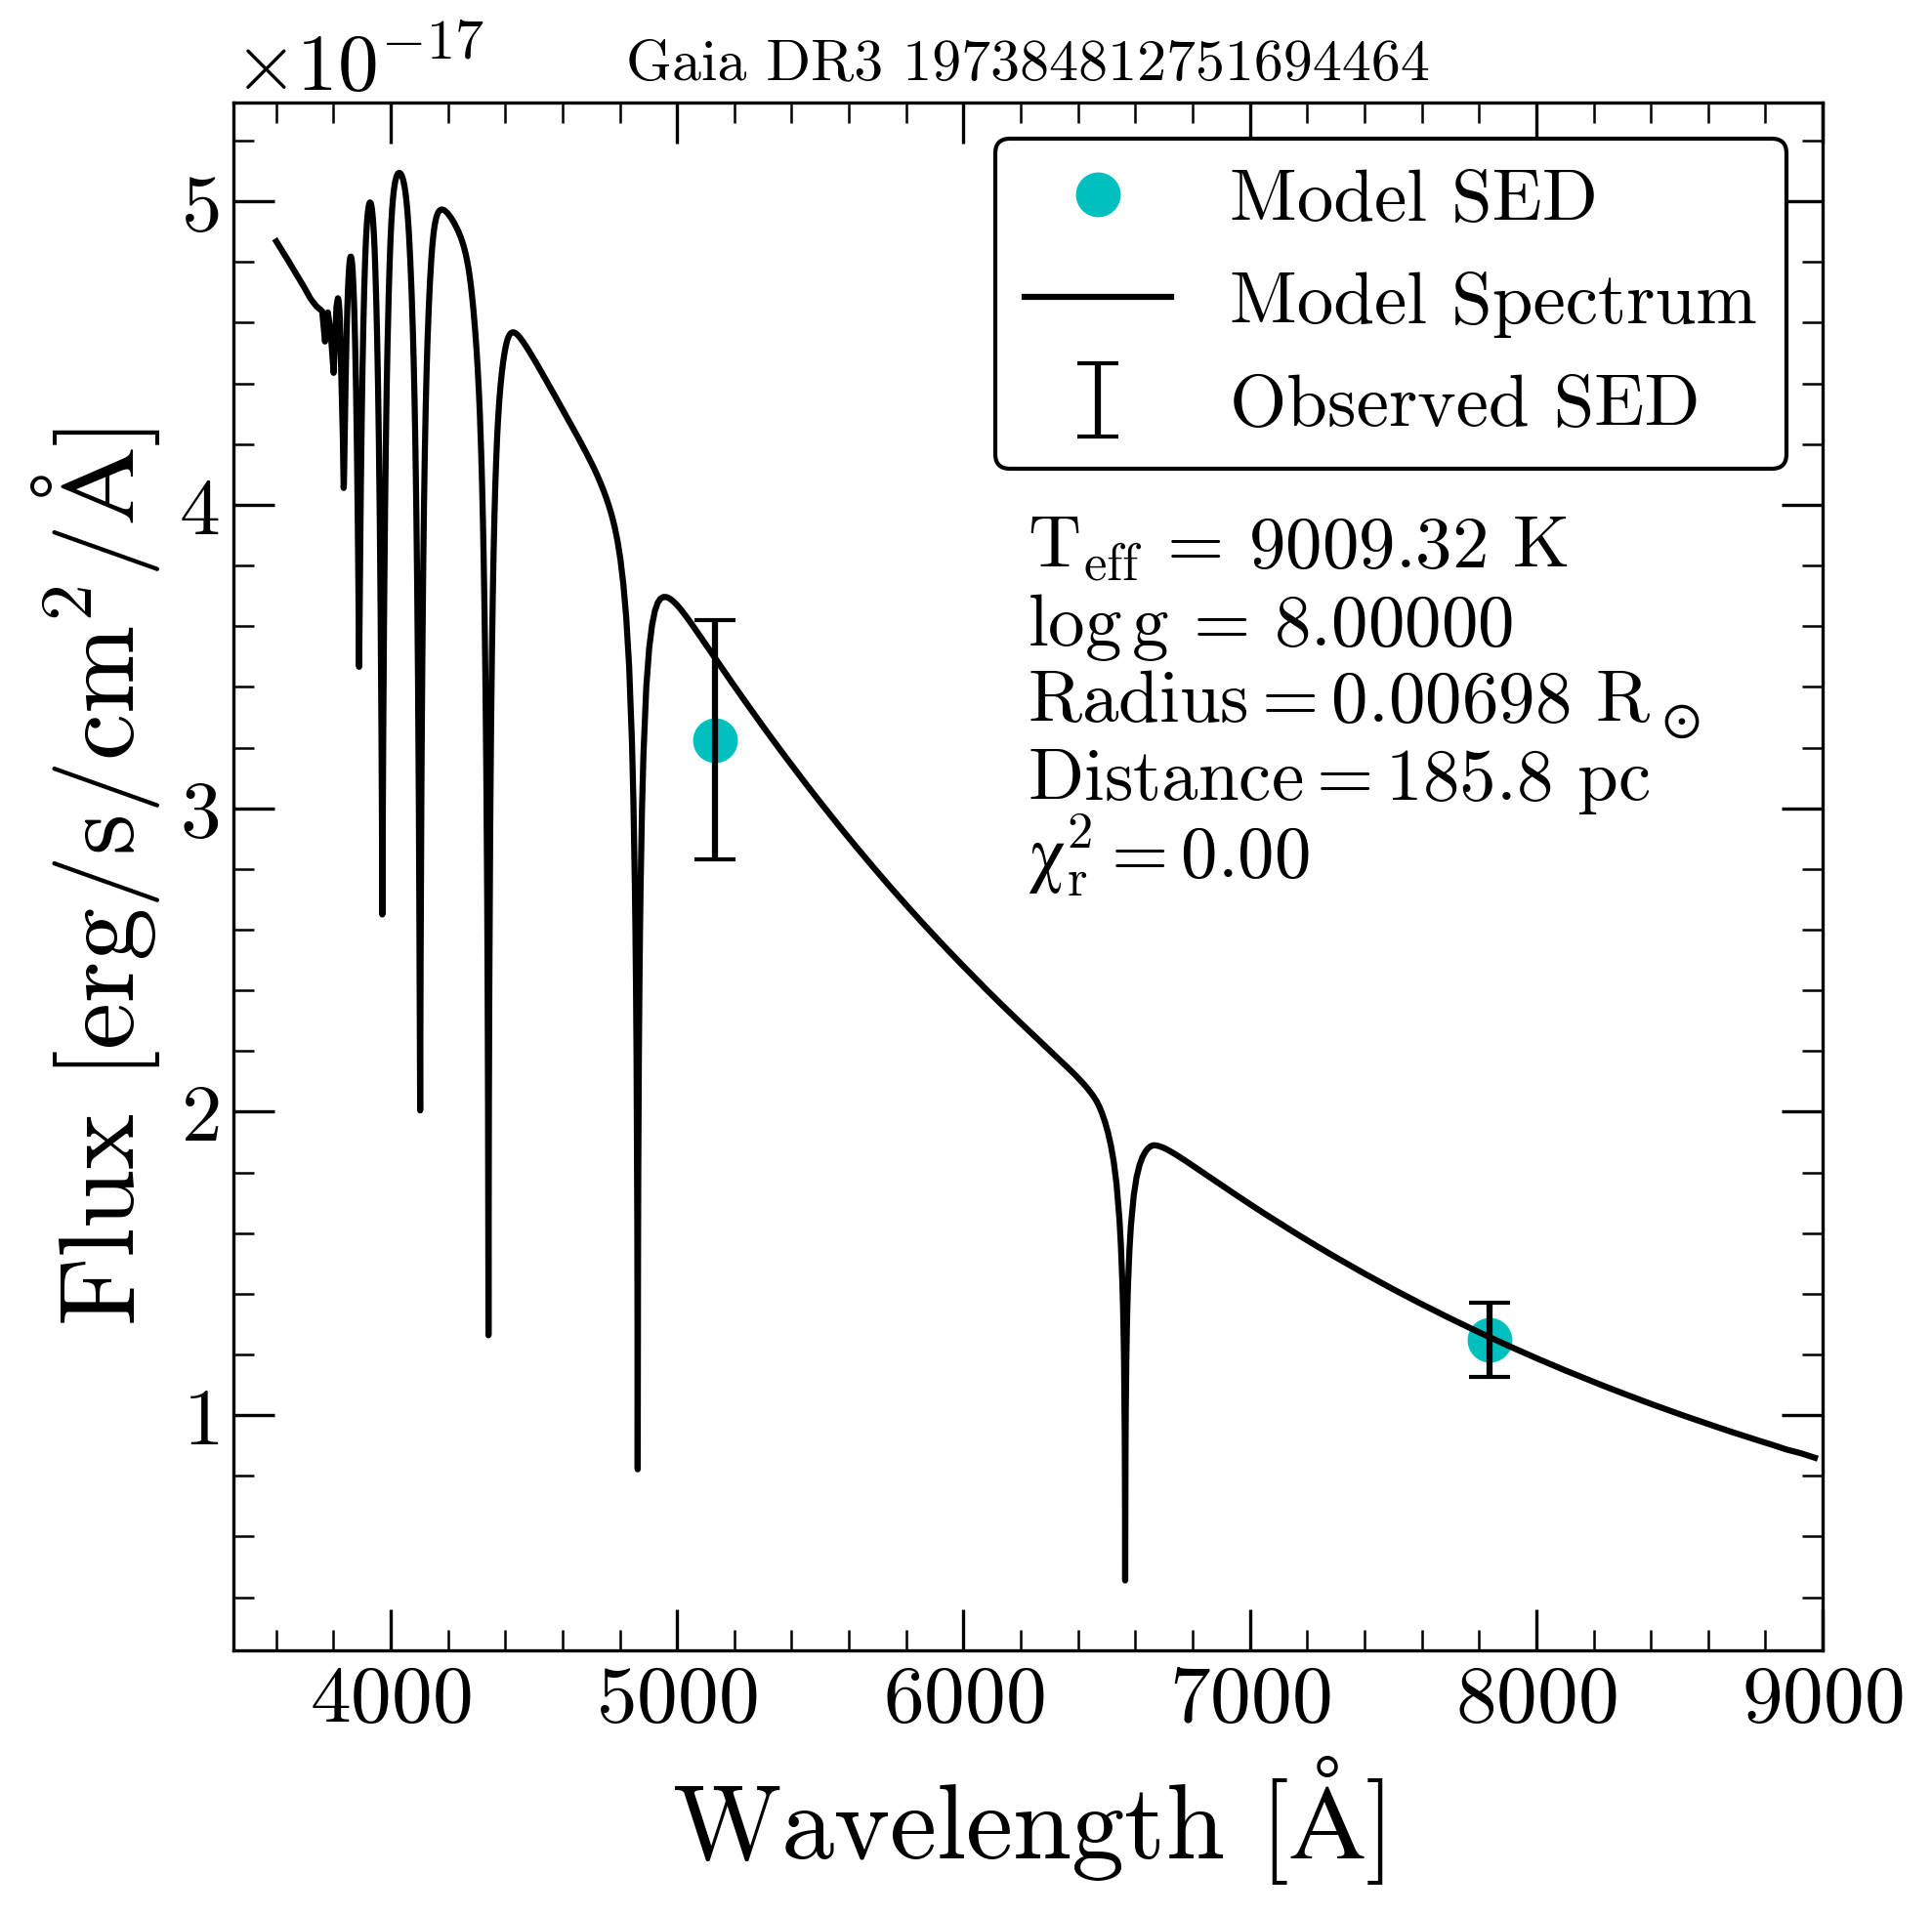 ×10⁻¹⁷
Gaia DR3 1973848127751694464
Model SED
Model Spectrum
Observed SED
T_eff = 9009.32 K
log g = 8.00000
Radius = 0.00698 R_⊙
Distance = 185.8 pc
χ²_r = 0.00
Flux [erg/s/cm²/Å]
5
4
3
2
1
4000 5000 6000 7000 8000 9000
Wavelength [Å]